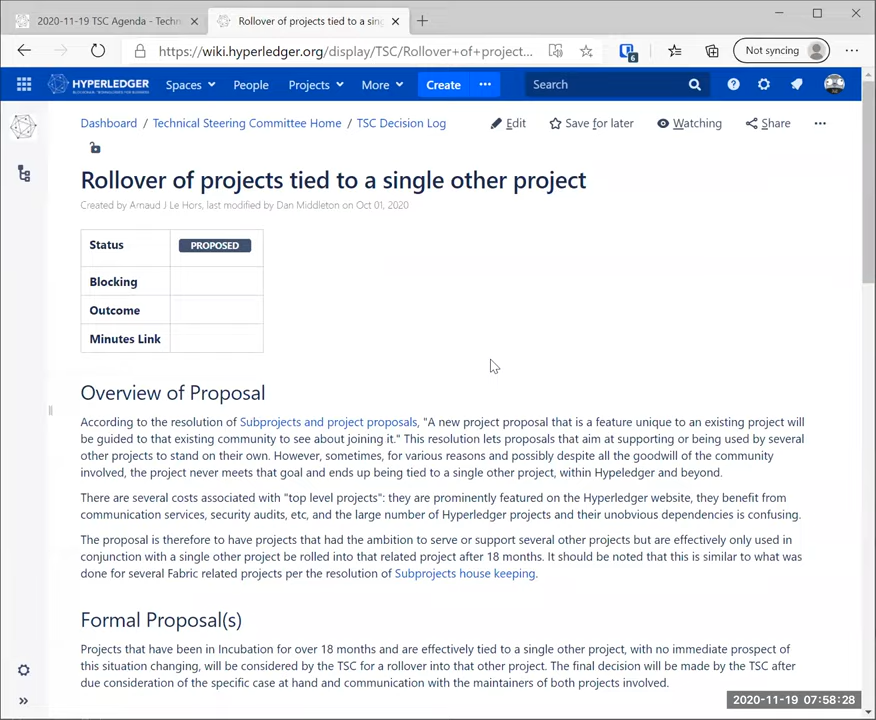 2020-11-19 TSC Agenda - Techn
Rollover of projects tied to a sing
https://wiki.hyperledger.org/display/TSC/Rollover+of+project...
6
Not syncing
HYPERLEDGER
Spaces
People
Projects
More
Create
Search
Dashboard / Technical Steering Committee Home / TSC Decision Log
Edit
Save for later
Watching
Share
Rollover of projects tied to a single other project
Created by Arnaud J Le Hors, last modified by Dan Middleton on Oct 01, 2020
Status PROPOSED
Blocking
Outcome
Minutes Link
Overview of Proposal
According to the resolution of Subprojects and project proposals, "A new project proposal that is a feature unique to an existing project will
be guided to that existing community to see about joining it." This resolution lets proposals that aim at supporting or being used by several
other projects to stand on their own. However, sometimes, for various reasons and possibly despite all the goodwill of the community
involved, the project never meets that goal and ends up being tied to a single other project, within Hypeledger and beyond.
There are several costs associated with "top level projects": they are prominently featured on the Hyperledger website, they benefit from
communication services, security audits, etc, and the large number of Hyperledger projects and their unobvious dependencies is confusing.
The proposal is therefore to have projects that had the ambition to serve or support several other projects but are effectively only used in
conjunction with a single other project be rolled into that related project after 18 months. It should be noted that this is similar to what was
done for several Fabric related projects per the resolution of Subprojects house keeping.
Formal Proposal(s)
Projects that have been in Incubation for over 18 months and are effectively tied to a single other project, with no immediate prospect of
this situation changing, will be considered by the TSC for a rollover into that other project. The final decision will be made by the TSC after
due consideration of the specific case at hand and communication with the maintainers of both projects involved.
2020-11-19 07:58:28